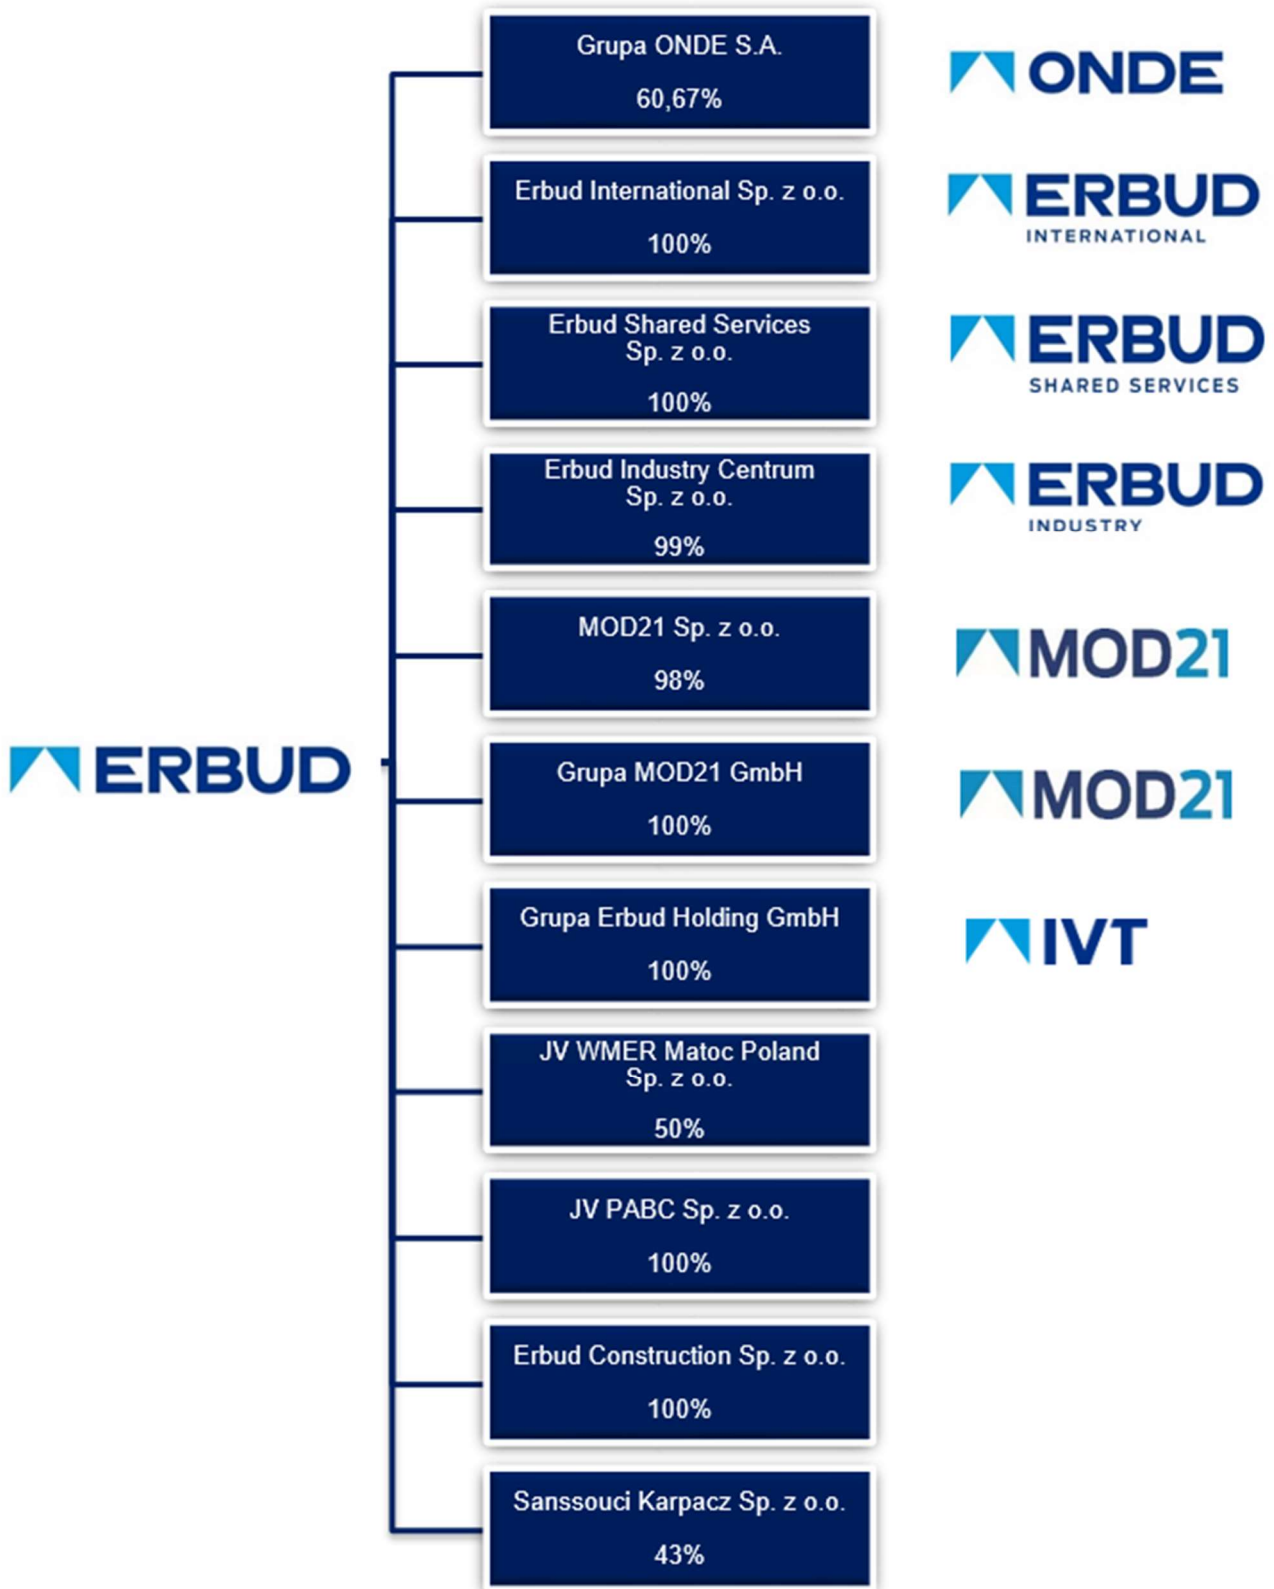 Grupa ONDE S.A.
60,67%
ONDE
Erbud International Sp. z o.o.
100%
ERBUD
INTERNATIONAL
Erbud Shared Services
Sp. z o.o.
100%
ERBUD
SHARED SERVICES
Erbud Industry Centrum
Sp. z o.o.
99%
ERBUD
INDUSTRY
MOD21 Sp. z o.o.
98%
MOD21
ERBUD
Grupa MOD21 GmbH
100%
MOD21
Grupa Erbud Holding GmbH
100%
IVT
JV WMER Matoc Poland
Sp. z o.o.
50%
JV PABC Sp. z o.o.
100%
Erbud Construction Sp. z o.o.
100%
Sanssouci Karpacz Sp. z o.o.
43%